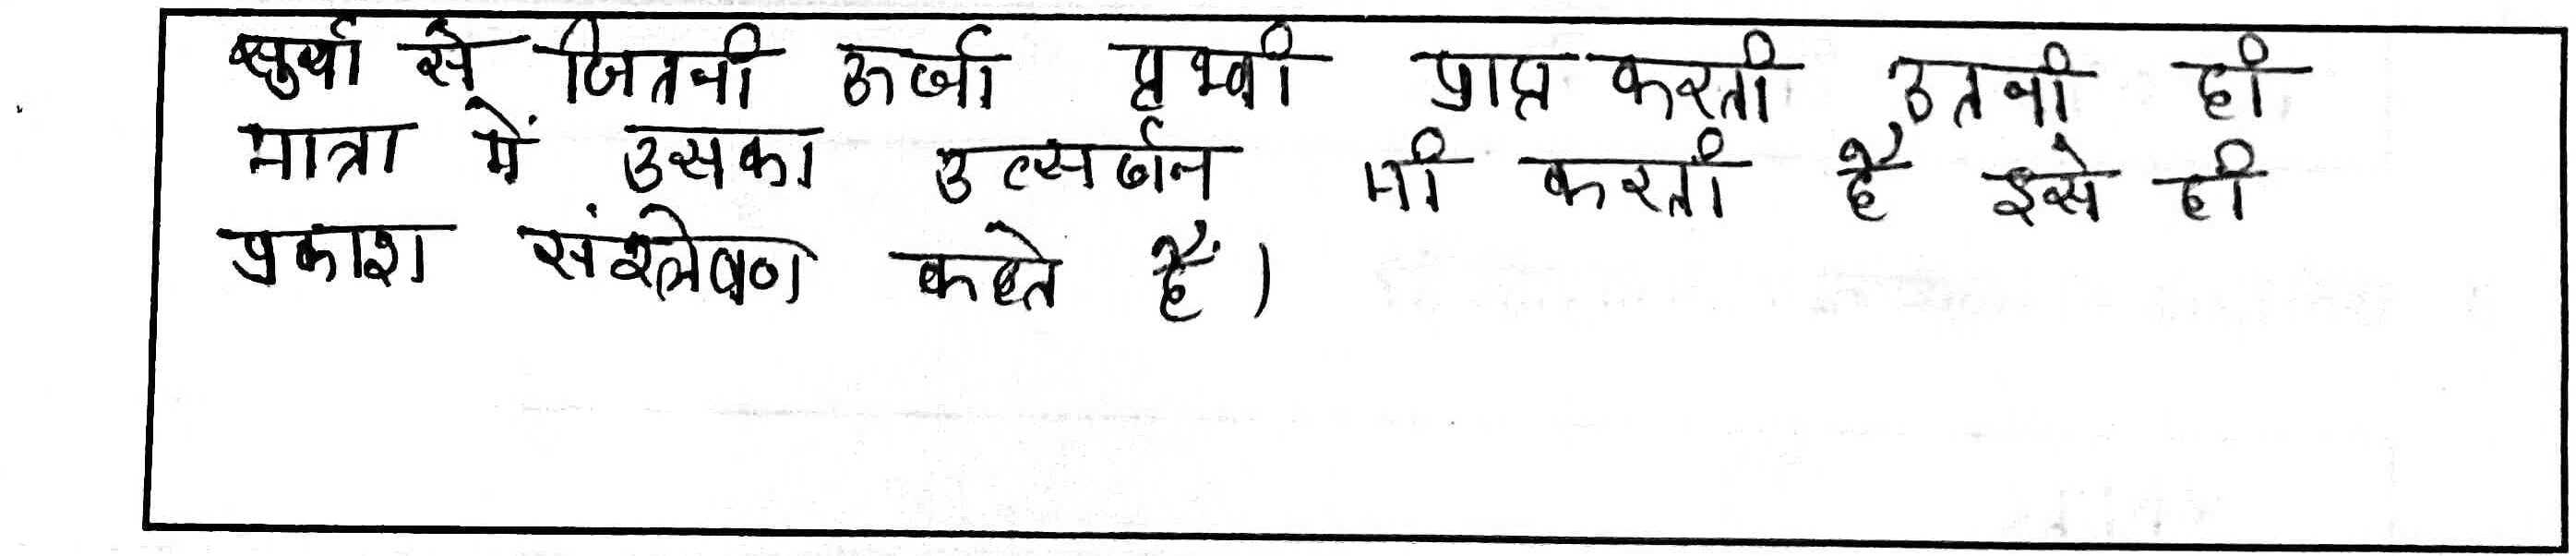 सुर्या से जितनी ऊर्जा पृथ्वी प्राप्त करती उतनी ही
मात्रा में उसका उत्सर्जन भी करती है इसे ही
प्रकाश संश्लेषण कहते हैं।